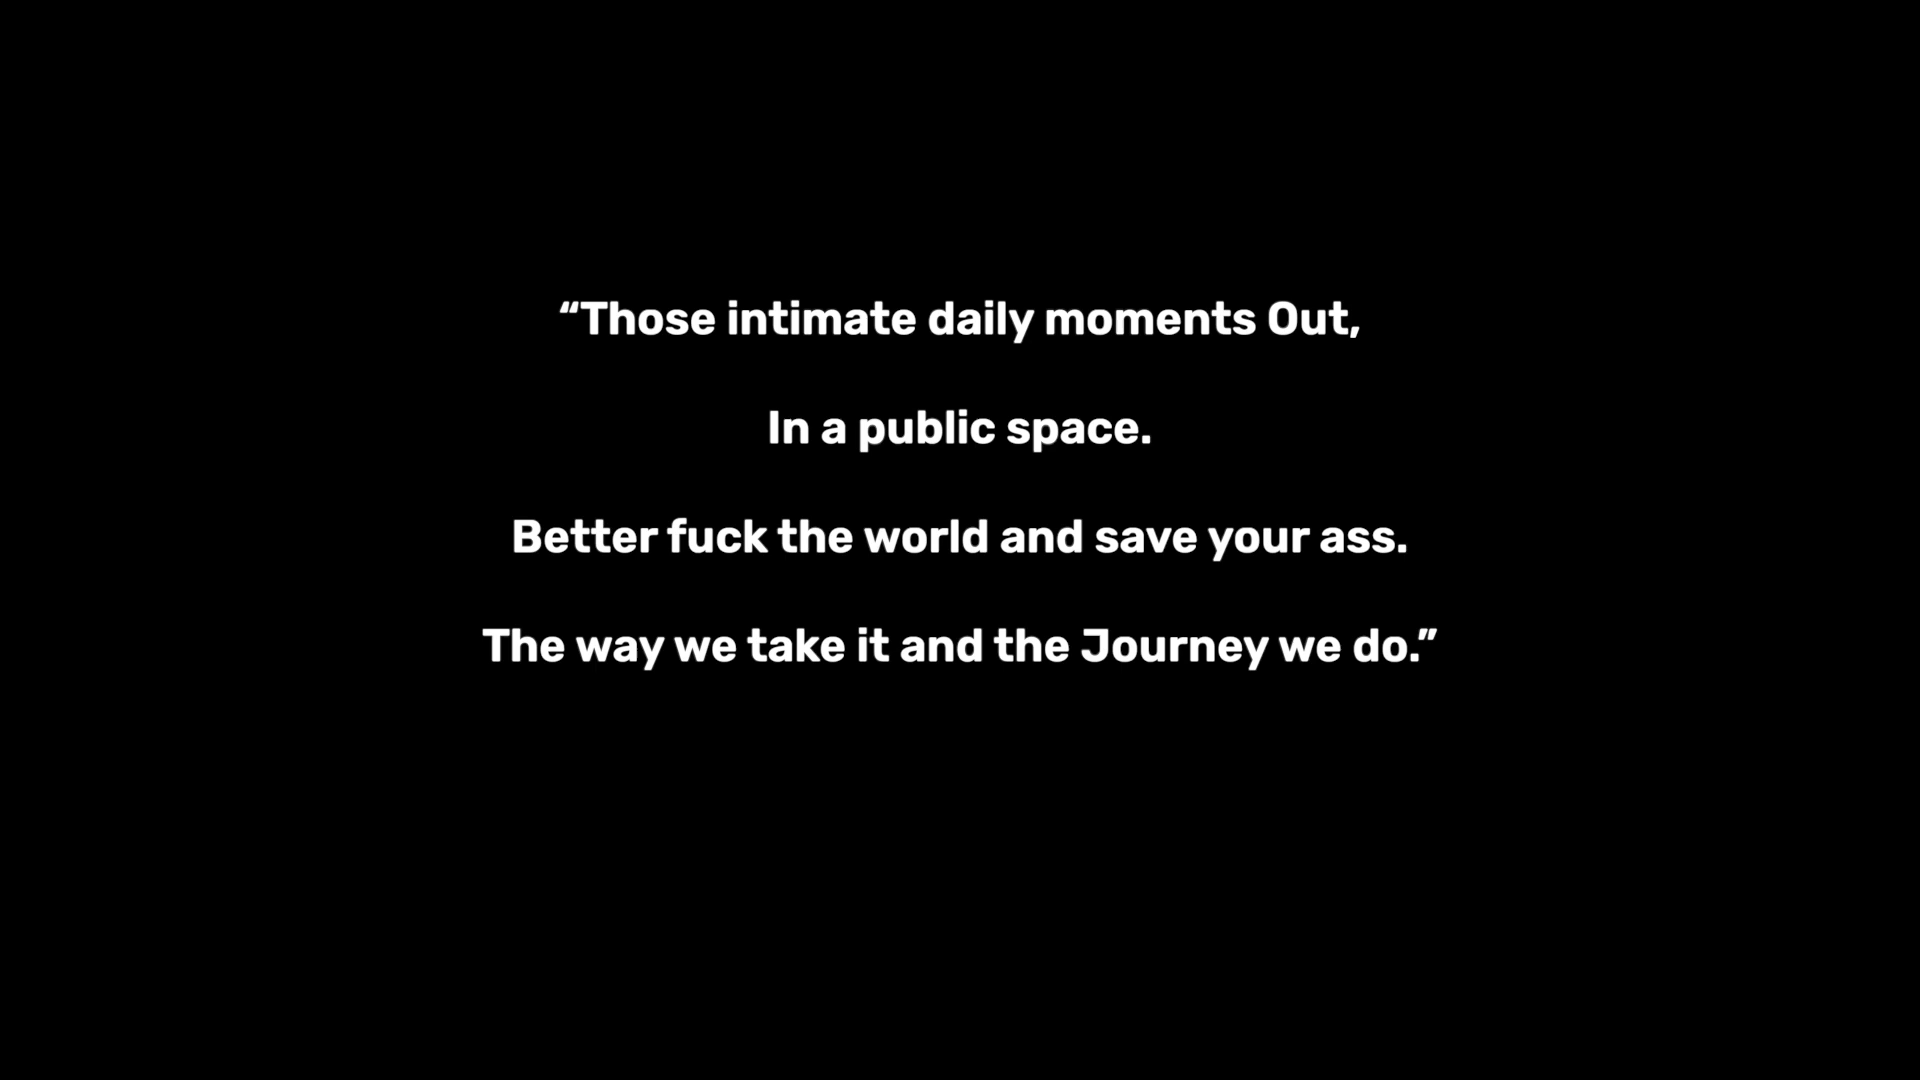 “Those intimate daily moments Out,
In a public space.
Better fuck the world and save your ass.
The way we take it and the Journey we do.”